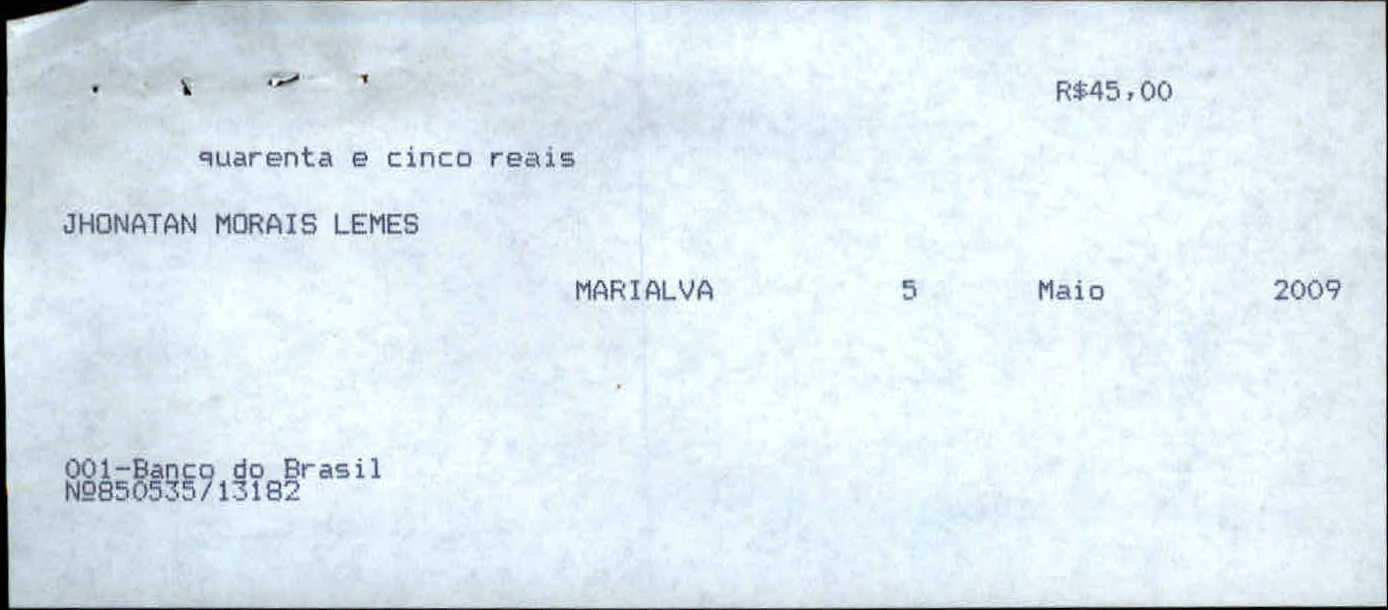 R$45,00
quarenta e cinco reais
JHONATAN MORAIS LEMES
MARIALVA 5 Maio 2009
001-Banco do Brasil
Nº850535/13182